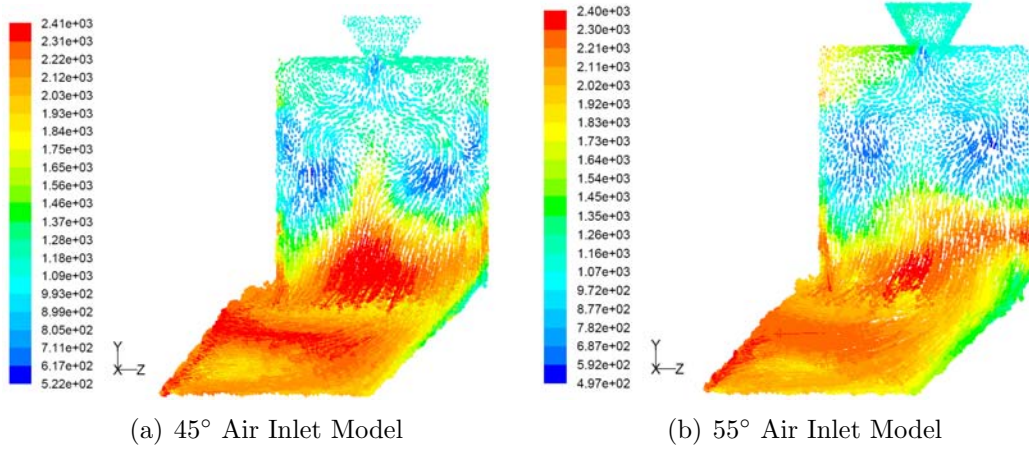 2.41e+03
2.31e+03
2.22e+03
2.12e+03
2.03e+03
1.93e+03
1.84e+03
1.75e+03
1.65e+03
1.56e+03
1.46e+03
1.37e+03
1.28e+03
1.18e+03
1.09e+03
9.99e+02
8.99e+02
8.05e+02
7.11e+02
6.17e+02
5.22e+02
Y
X Z
(a) 45° Air Inlet Model
2.40e+03
2.30e+03
2.21e+03
2.11e+03
2.02e+03
1.92e+03
1.83e+03
1.73e+03
1.64e+03
1.54e+03
1.45e+03
1.35e+03
1.26e+03
1.16e+03
1.07e+03
9.72e+02
8.77e+02
7.82e+02
6.87e+02
5.92e+02
4.97e+02
Y
X Z
(b) 55° Air Inlet Model